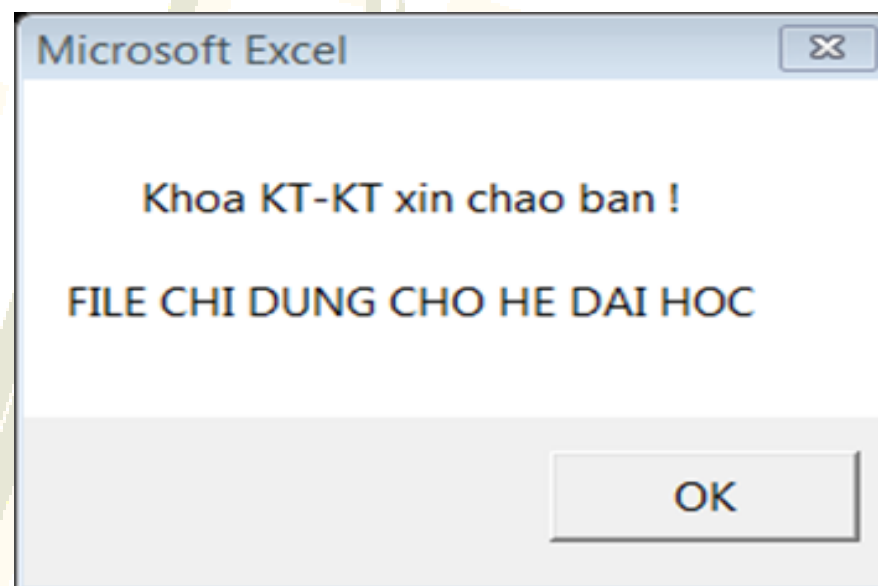 Microsoft Excel
Khoa KT-KT xin chao ban !
FILE CHI DUNG CHO HE DAI HOC
OK